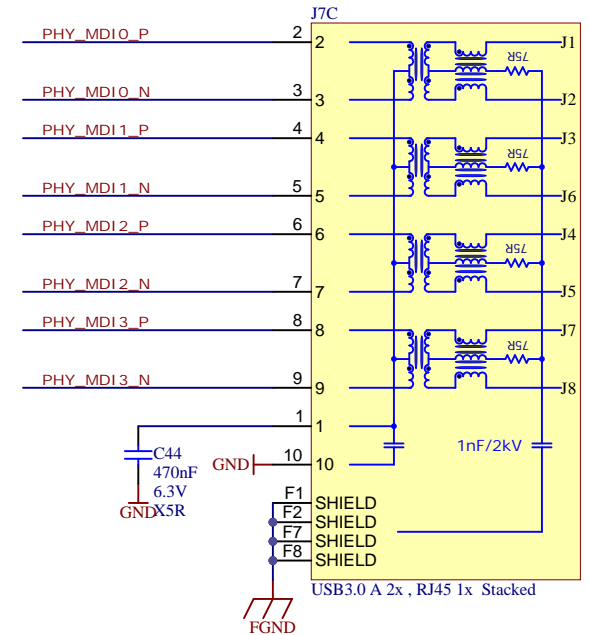 J7C
PHY_MDI0_P 2 2 J1
75R
PHY_MDI0_N 3 3 J2
PHY_MDI1_P 4 4 J3
75R
PHY_MDI1_N 5 5 J6
PHY_MDI2_P 6 6 J4
75R
PHY_MDI2_N 7 7 J5
PHY_MDI3_P 8 8 J7
75R
PHY_MDI3_N 9 9 J8
1 1
1nF/2kV
C44
470nF
6.3V
X5R
GND
GND 10 10
F1 SHIELD
F2 SHIELD
F7 SHIELD
F8 SHIELD
USB3.0 A 2x , RJ45 1x Stacked
FGND